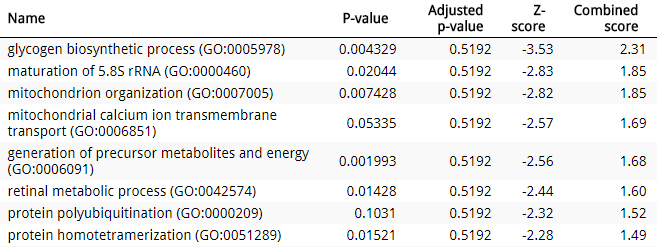 Name P-value Adjusted p-value Z-score Combined score
glycogen biosynthetic process (GO:0005978) 0.004329 0.5192 -3.53 2.31
maturation of 5.8S rRNA (GO:0000460) 0.02044 0.5192 -2.83 1.85
mitochondrion organization (GO:0007005) 0.007428 0.5192 -2.82 1.85
mitochondrial calcium ion transmembrane
transport (GO:0006851) 0.05335 0.5192 -2.57 1.69
generation of precursor metabolites and energy
(GO:0006091) 0.001993 0.5192 -2.56 1.68
retinal metabolic process (GO:0042574) 0.01428 0.5192 -2.44 1.60
protein polyubiquitination (GO:0000209) 0.1031 0.5192 -2.32 1.52
protein homotetramerization (GO:0051289) 0.01521 0.5192 -2.28 1.49